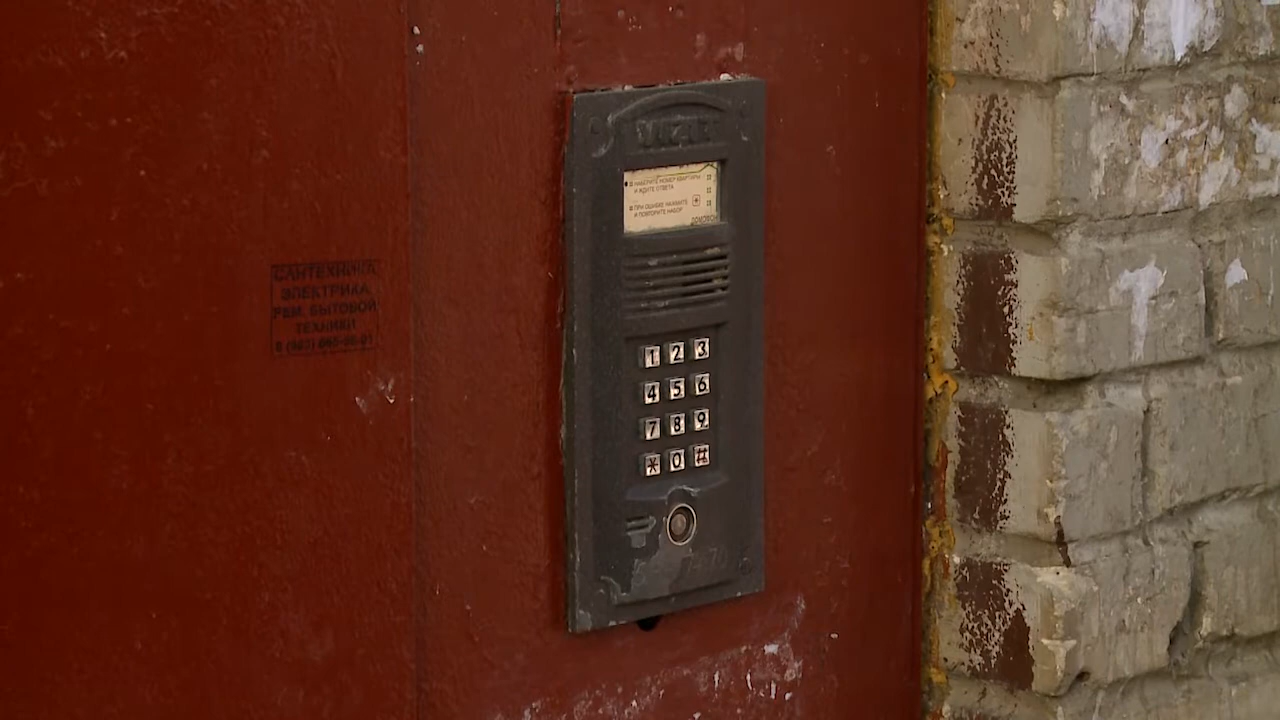 САНТЕХНИКА
ЭЛЕКТРИКА
РЕМ. БЫТОВОЙ
ТЕХНИКИ
НАБЕРИТЕ НОМЕР КВАРТИРЫ
И ЖДИТЕ ОТВЕТА
ПРИ ОШИБКЕ НАЖМИТЕ *
И ПОВТОРИТЕ НАБОР
1 2 3
4 5 6
7 8 9
* 0 #